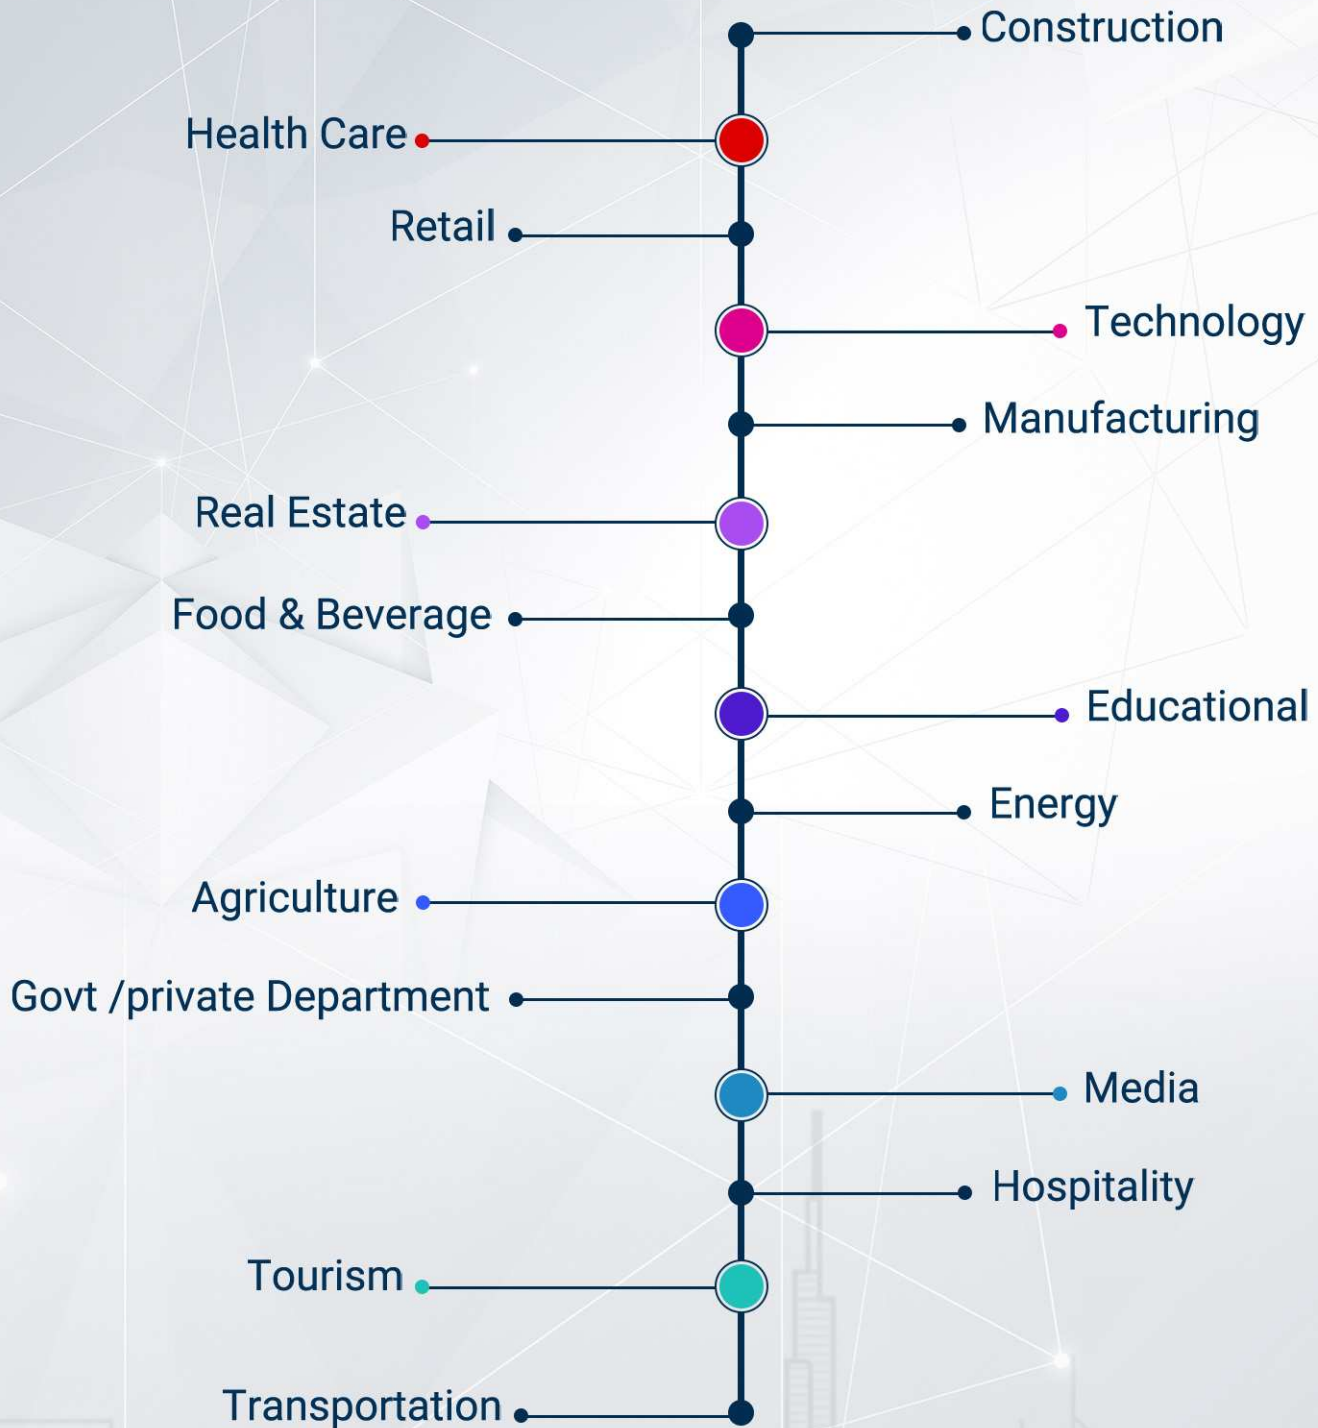 Construction
Health Care
Retail
Technology
Manufacturing
Real Estate
Food & Beverage
Educational
Energy
Agriculture
Govt /private Department
Media
Hospitality
Tourism
Transportation